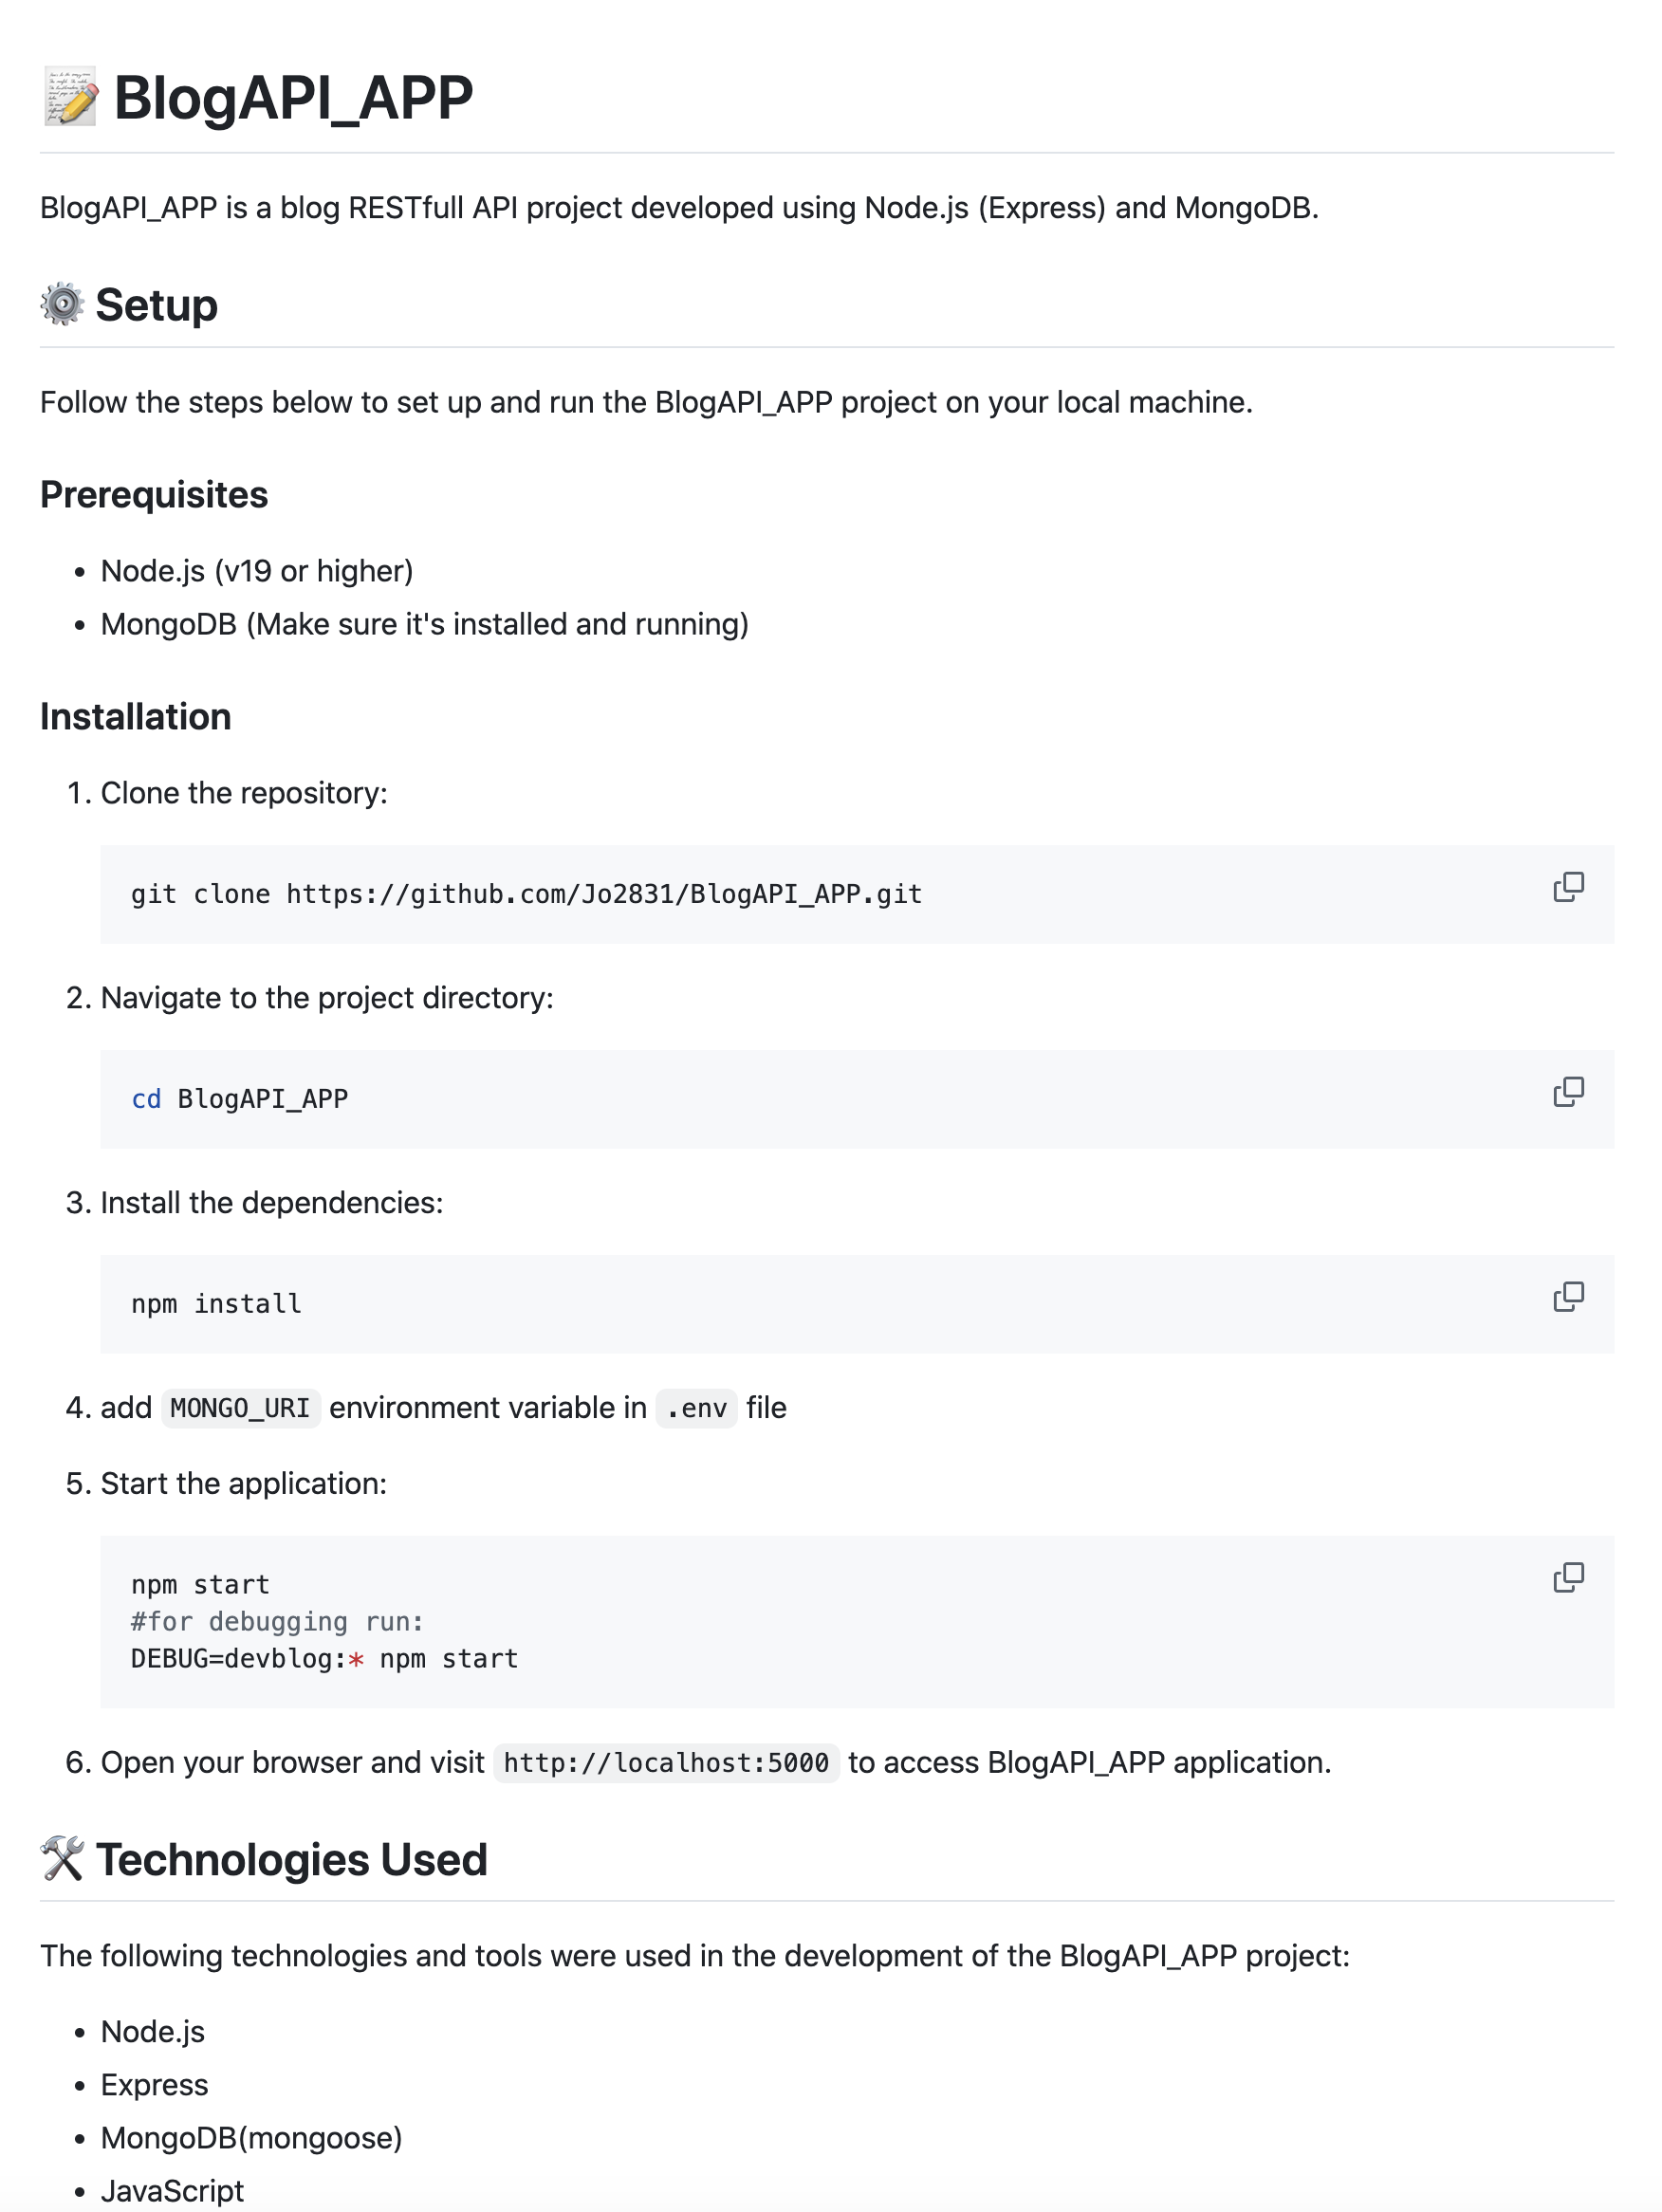 BlogAPI_APP
BlogAPI_APP is a blog RESTfull API project developed using Node.js (Express) and MongoDB.
Setup
Follow the steps below to set up and run the BlogAPI_APP project on your local machine.
Prerequisites
• Node.js (v19 or higher)
• MongoDB (Make sure it's installed and running)
Installation
1. Clone the repository:
git clone https://github.com/Jo2831/BlogAPI_APP.git
2. Navigate to the project directory:
cd BlogAPI_APP
3. Install the dependencies:
npm install
4. add MONGO_URI environment variable in .env file
5. Start the application:
npm start
#for debugging run:
DEBUG=devblog:* npm start
6. Open your browser and visit http://localhost:5000 to access BlogAPI_APP application.
Technologies Used
The following technologies and tools were used in the development of the BlogAPI_APP project:
• Node.js
• Express
• MongoDB(mongoose)
• JavaScript